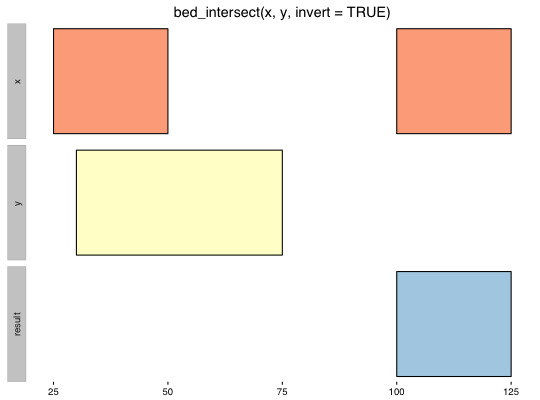 bed_intersect(x, y, invert = TRUE)
x
y
result
25 50 75 100 125